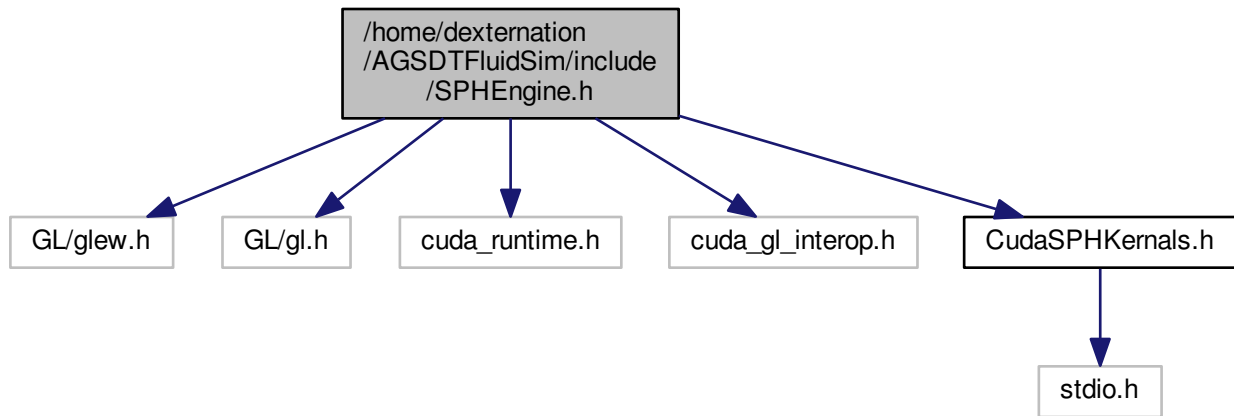 /home/dexternation
/AGSDTFluidSim/include
/SPHEngine.h
GL/glew.h
GL/gl.h
cuda_runtime.h
cuda_gl_interop.h
CudaSPHKernals.h
stdio.h